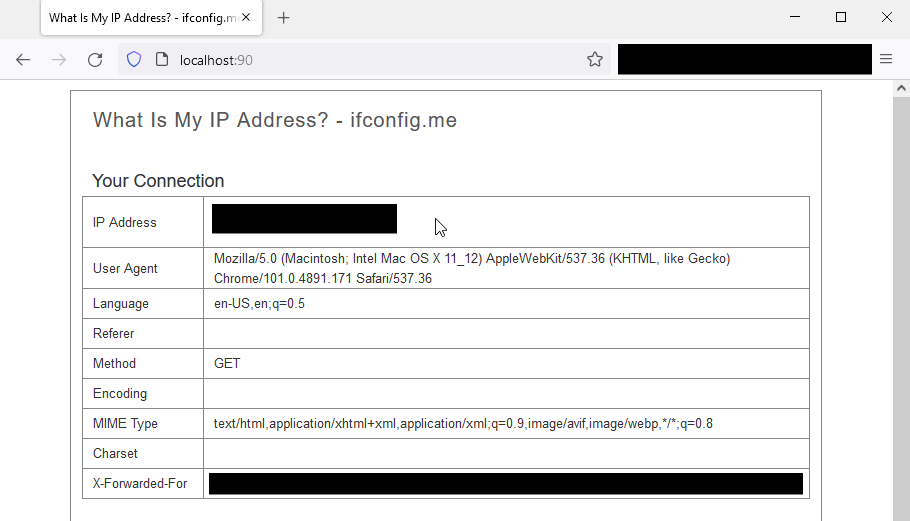 What Is My IP Address? - ifconfig.m
localhost:90
What Is My IP Address? - ifconfig.me
Your Connection
IP Address
User Agent
Mozilla/5.0 (Macintosh; Intel Mac OS X 11_12) AppleWebKit/537.36 (KHTML, like Gecko)
Chrome/101.0.4891.171 Safari/537.36
Language en-US,en;q=0.5
Referer
Method GET
Encoding
MIME Type text/html,application/xhtml+xml,application/xml;q=0.9,image/avif,image/webp,*/*;q=0.8
Charset
X-Forwarded-For